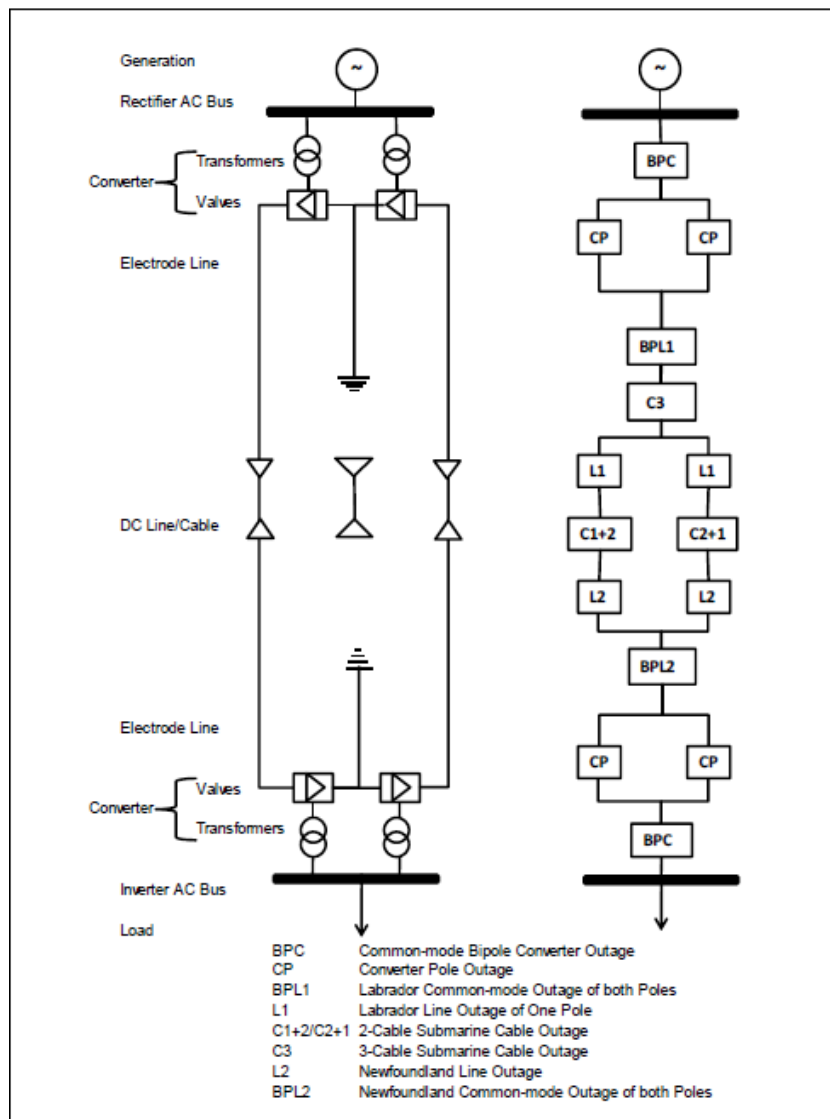 Generation
~
~
Rectifier AC Bus
Transformers
BPC
Converter
Valves
CP
CP
Electrode Line
BPL1
C3
L1
L1
DC Line/Cable
C1+2
C2+1
L2
L2
BPL2
Electrode Line
CP
CP
Valves
Converter
Transformers
BPC
Inverter AC Bus
Load
BPC Common-mode Bipole Converter Outage
CP Converter Pole Outage
BPL1 Labrador Common-mode Outage of both Poles
L1 Labrador Line Outage of One Pole
C1+2/C2+1 2-Cable Submarine Cable Outage
C3 3-Cable Submarine Cable Outage
L2 Newfoundland Line Outage
BPL2 Newfoundland Common-mode Outage of both Poles